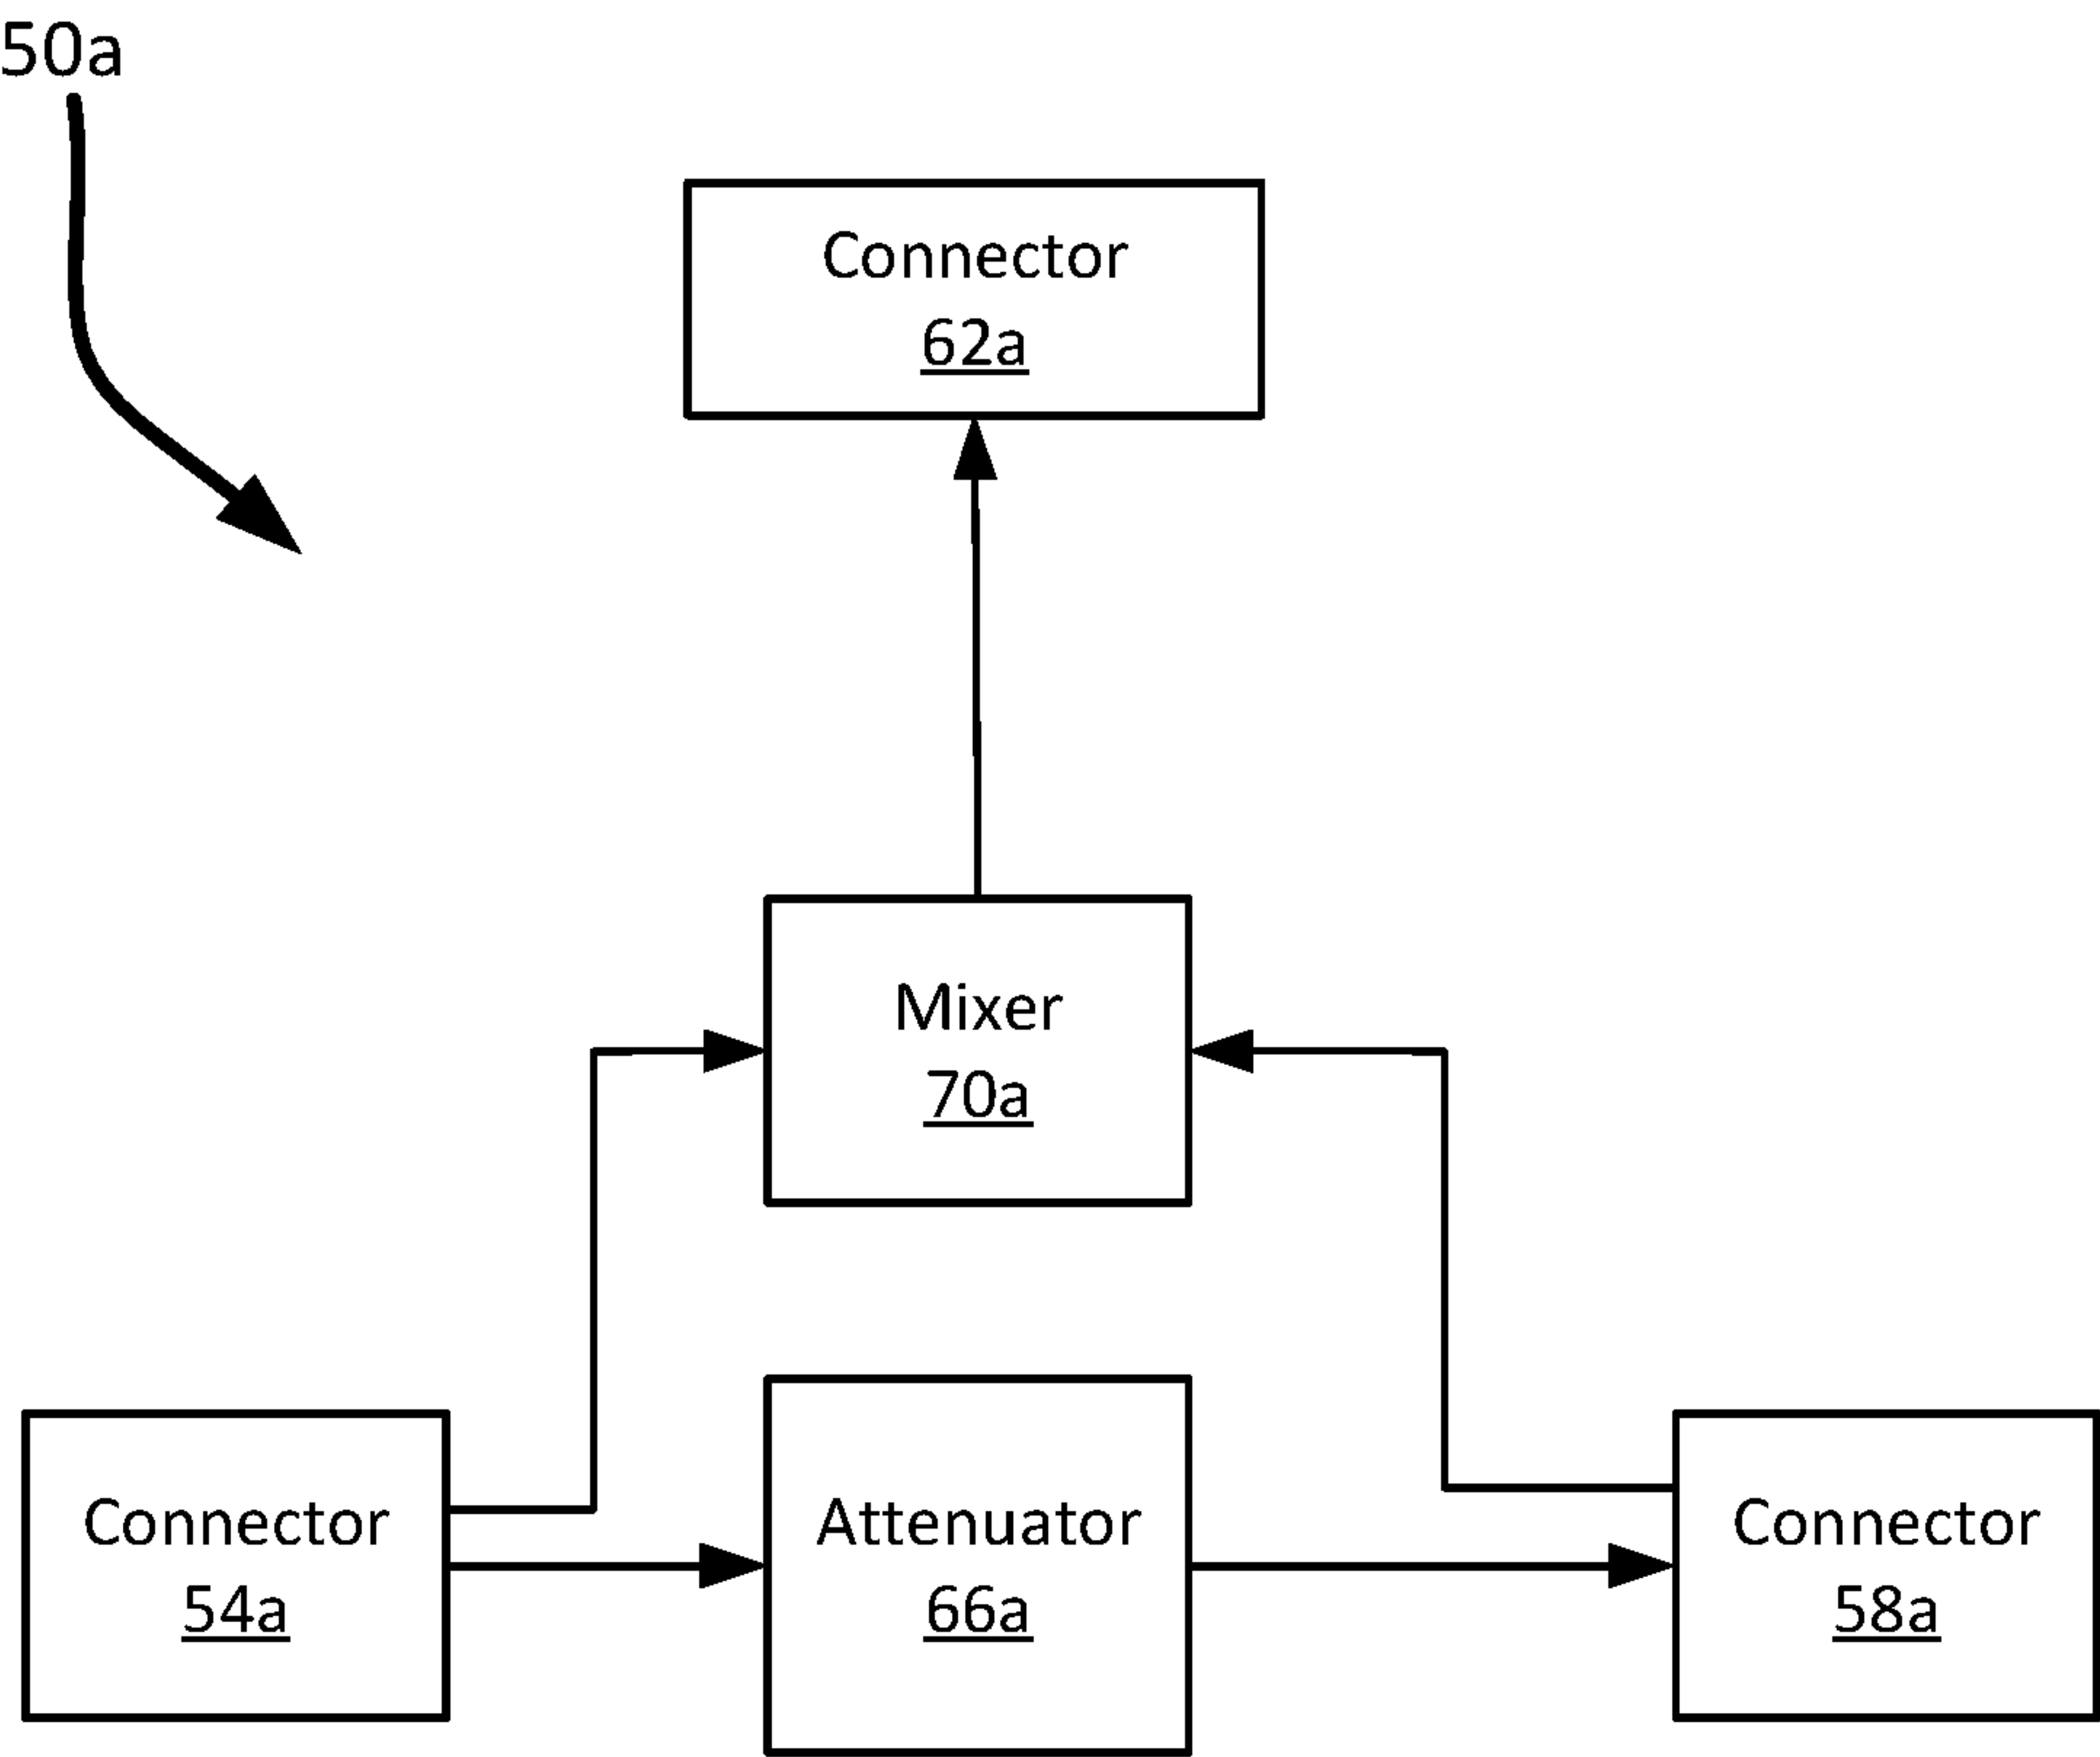 50a
Connector
62a
Mixer
70a
Connector
54a
Attenuator
66a
Connector
58a